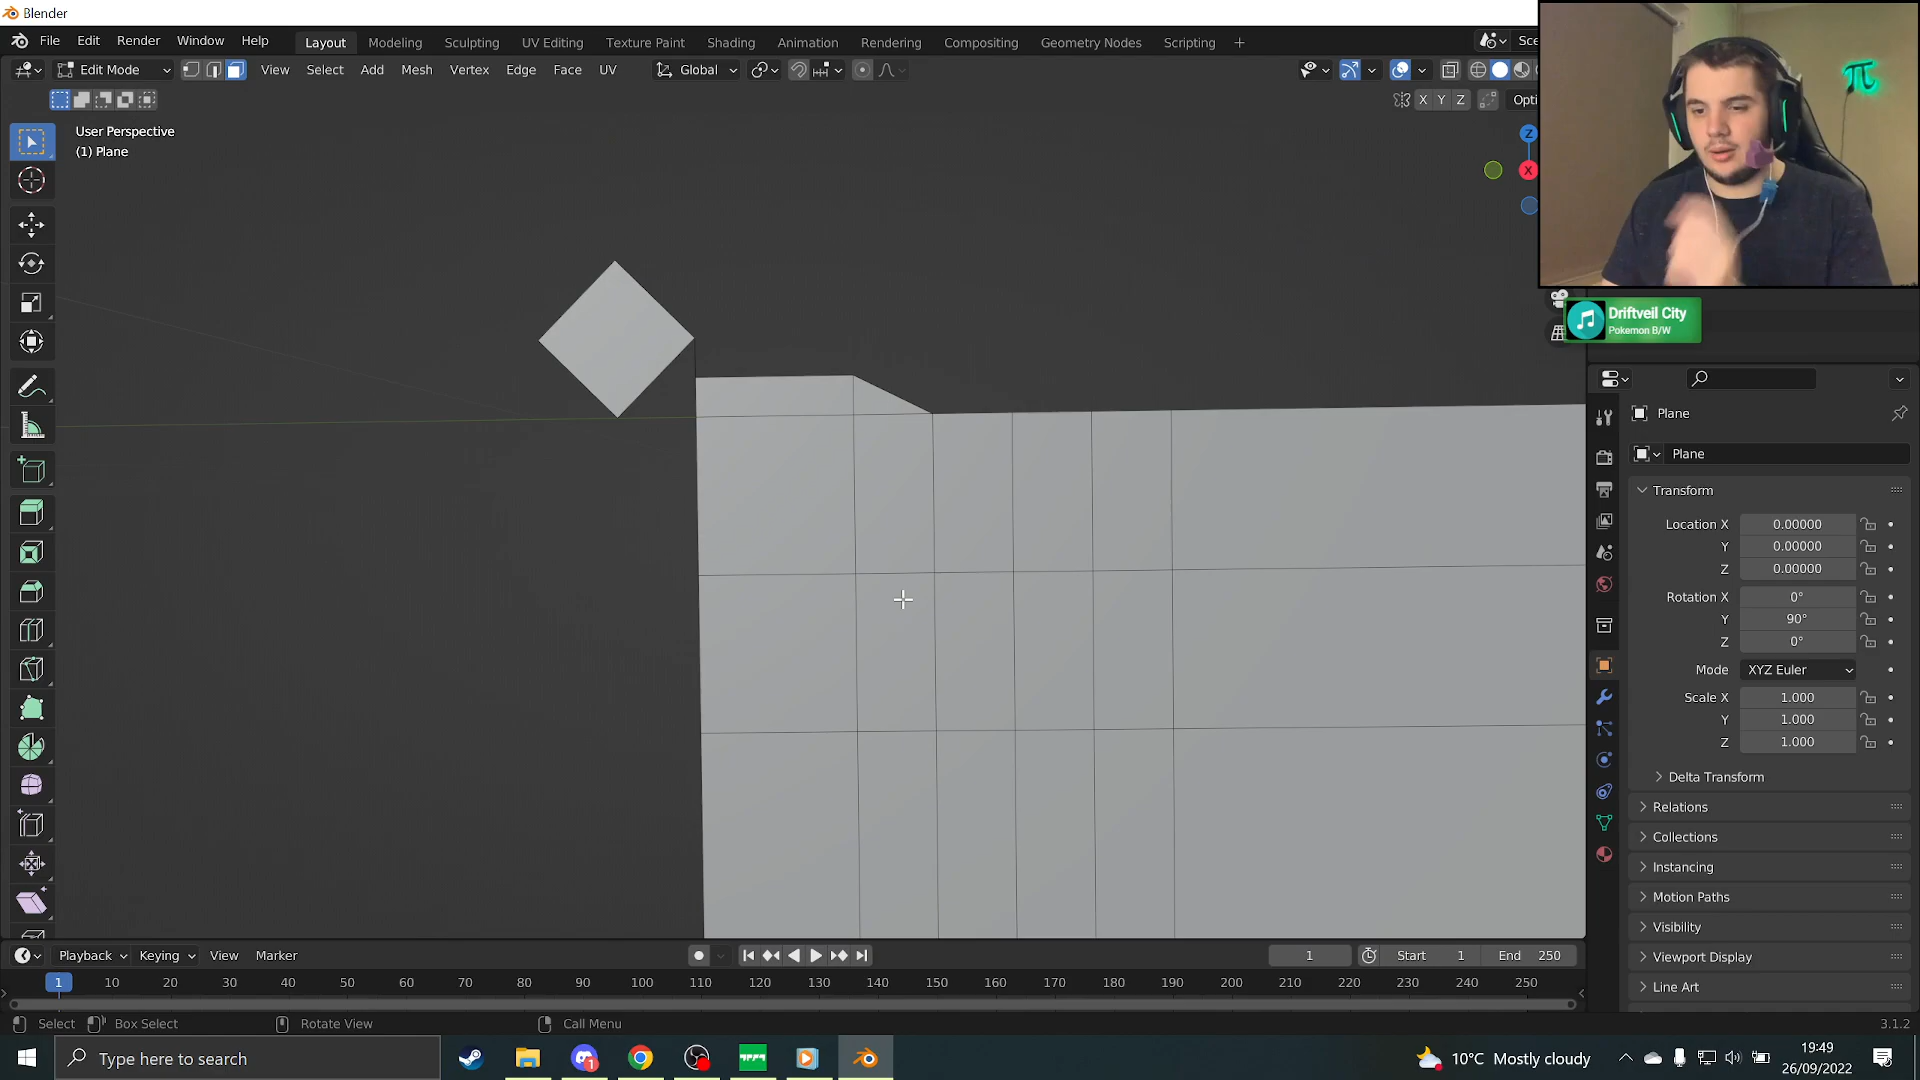 Blender
File Edit Render Window Help Layout Modeling Sculpting UV Editing Texture Paint Shading Animation Rendering Compositing Geometry Nodes Scripting + Sce
Edit Mode View Select Add Mesh Vertex Edge Face UV Global
X Y Z Opti
User Perspective
(1) Plane
Z
X
π
Driftveil City
Pokemon B/W
Plane
Plane
Transform
Location X 0.00000
Y 0.00000
Z 0.00000
Rotation X 0°
Y 90°
Z 0°
Mode XYZ Euler
Scale X 1.000
Y 1.000
Z 1.000
Delta Transform
Relations
Collections
Instancing
Motion Paths
Visibility
Viewport Display
Line Art
Playback Keying View Marker 1 Start 1 End 250
1 10 20 30 40 50 60 70 80 90 100 110 120 130 140 150 160 170 180 190 200 210 220 230 240 250
Select Box Select Rotate View Call Menu 3.1.2
Type here to search 1 10°C Mostly cloudy 19:49
26/09/2022